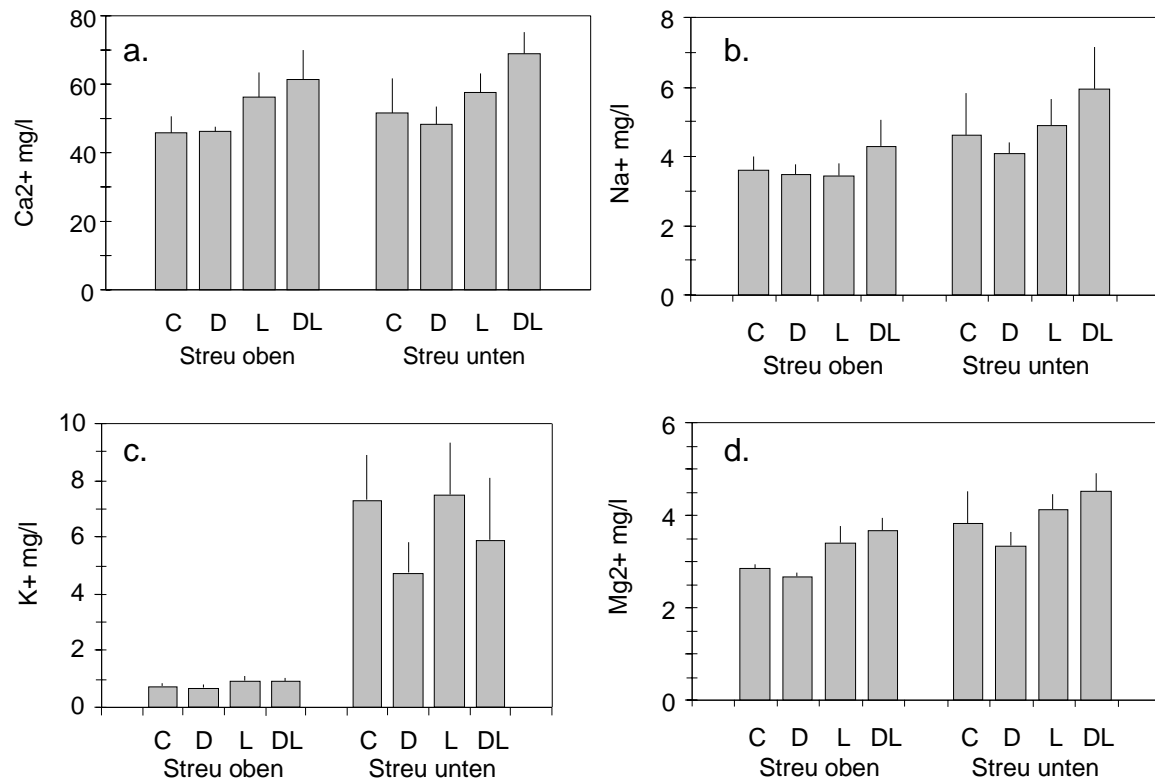 a.
Ca2+ mg/l
80
60
40
20
0
C D L DL C D L DL
Streu oben Streu unten
b.
Na+ mg/l
8
6
4
2
0
C D L DL C D L DL
Streu oben Streu unten
c.
K+ mg/l
10
8
6
4
2
0
C D L DL C D L DL
Streu oben Streu unten
d.
Mg2+ mg/l
6
4
2
0
C D L DL C D L DL
Streu oben Streu unten